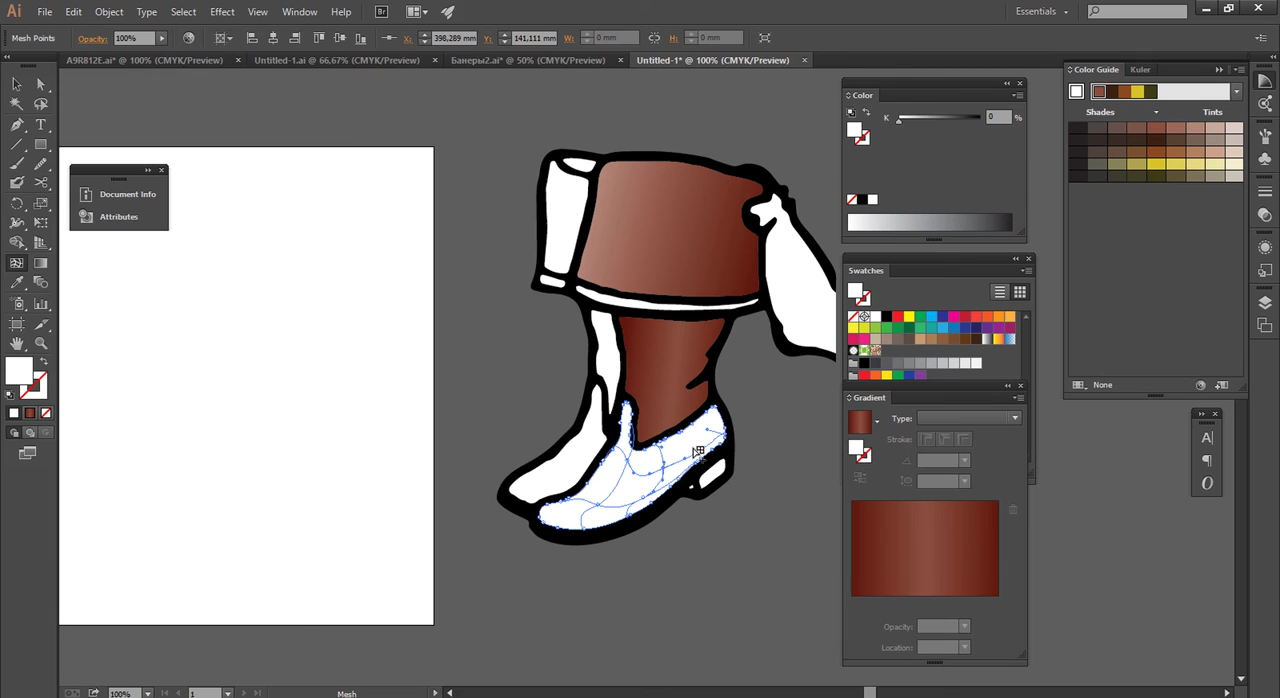 Ai File Edit Object Type Select Effect View Window Help Br Essentials
Mesh Points Opacity: 100% X: 398,289 mm Y: 141,111 mm W: 0 mm H: 0 mm
A9R812E.ai* @ 100% (CMYK/Preview) Untitled-1.ai @ 66,67% (CMYK/Preview) Банеры2.ai* @ 50% (CMYK/Preview) Untitled-1* @ 100% (CMYK/Preview)
Document Info
Attributes
Color
K 0 %
Swatches
Gradient
Type:
Stroke:
Opacity:
Location:
Color Guide Kuler
Shades Tints
None
100% 1 Mesh